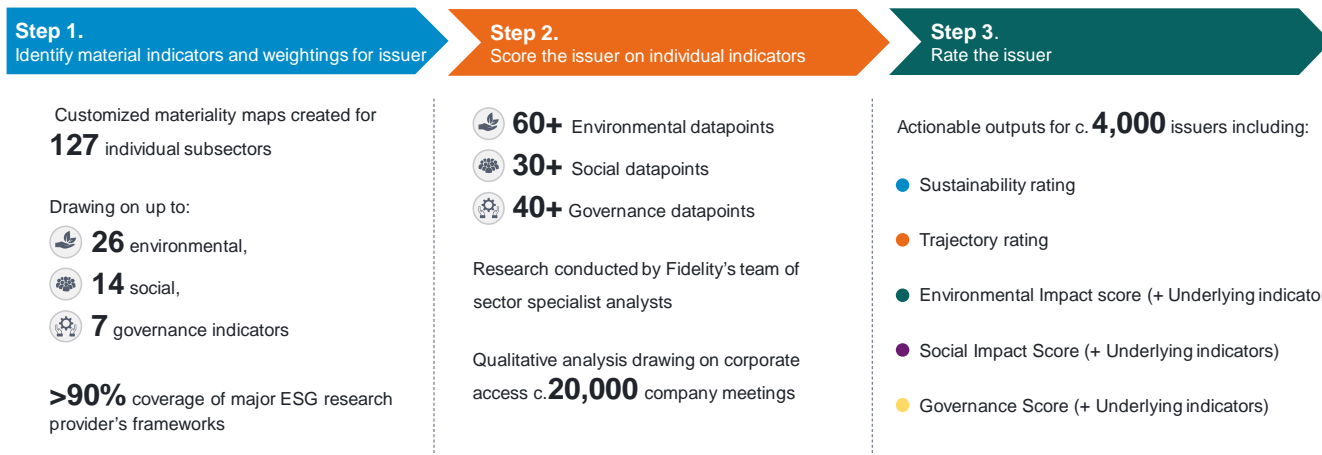 Step 1.
Identify material indicators and weightings for issuer
Customized materiality maps created for
127 individual subsectors
Drawing on up to:
26 environmental,
14 social,
7 governance indicators
>90% coverage of major ESG research
provider's frameworks
Step 2.
Score the issuer on individual indicators
60+ Environmental datapoints
30+ Social datapoints
40+ Governance datapoints
Research conducted by Fidelity's team of
sector specialist analysts
Qualitative analysis drawing on corporate
access c.20,000 company meetings
Step 3.
Rate the issuer
Actionable outputs for c. 4,000 issuers including:
Sustainability rating
Trajectory rating
Environmental Impact score (+ Underlying indicato
Social Impact Score (+ Underlying indicators)
Governance Score (+ Underlying indicators)